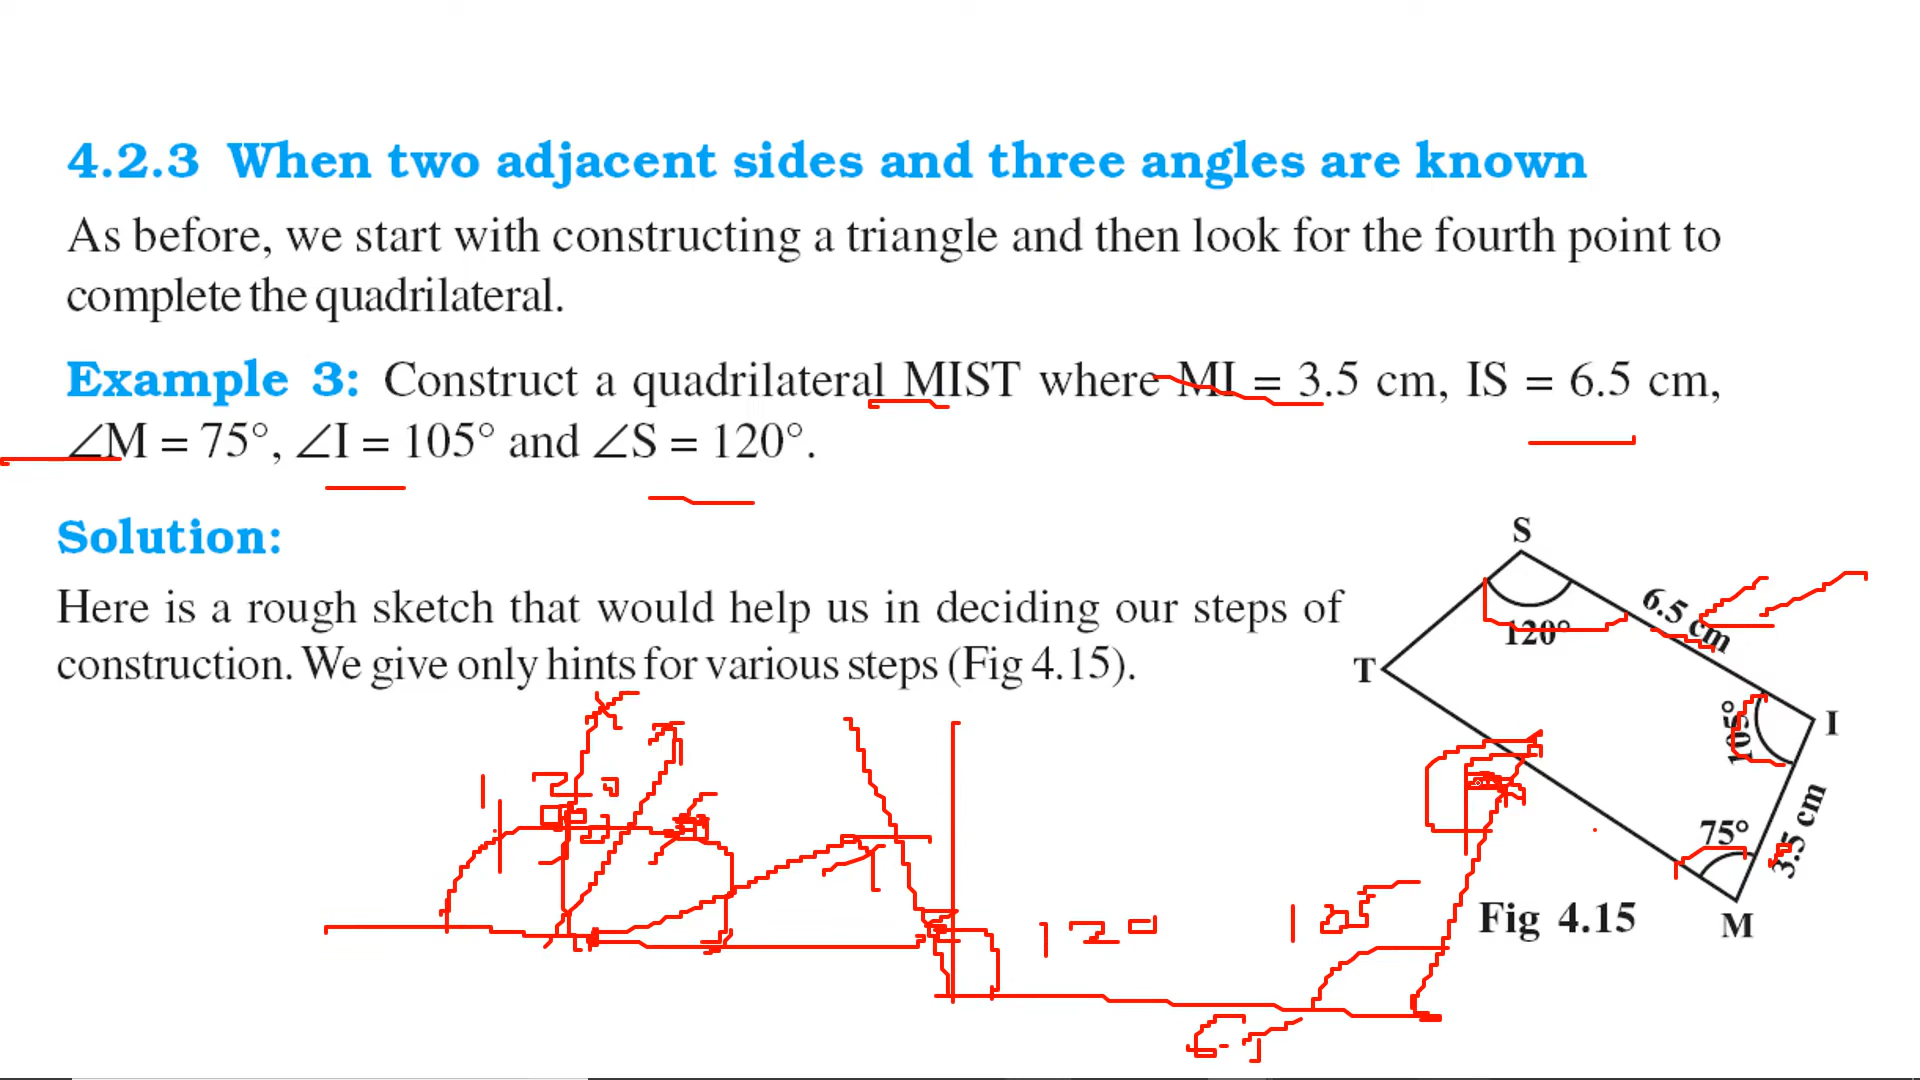 4.2.3 When two adjacent sides and three angles are known
As before, we start with constructing a triangle and then look for the fourth point to
complete the quadrilateral.
Example 3: Construct a quadrilateral MIST where MI = 3.5 cm, IS = 6.5 cm,
∠M = 75°, ∠I = 105° and ∠S = 120°.
Solution:
Here is a rough sketch that would help us in deciding our steps of
construction. We give only hints for various steps (Fig 4.15).
S
6.5 cm
120°
T
105°
I
75°
3.5 cm
M
Fig 4.15
120
105